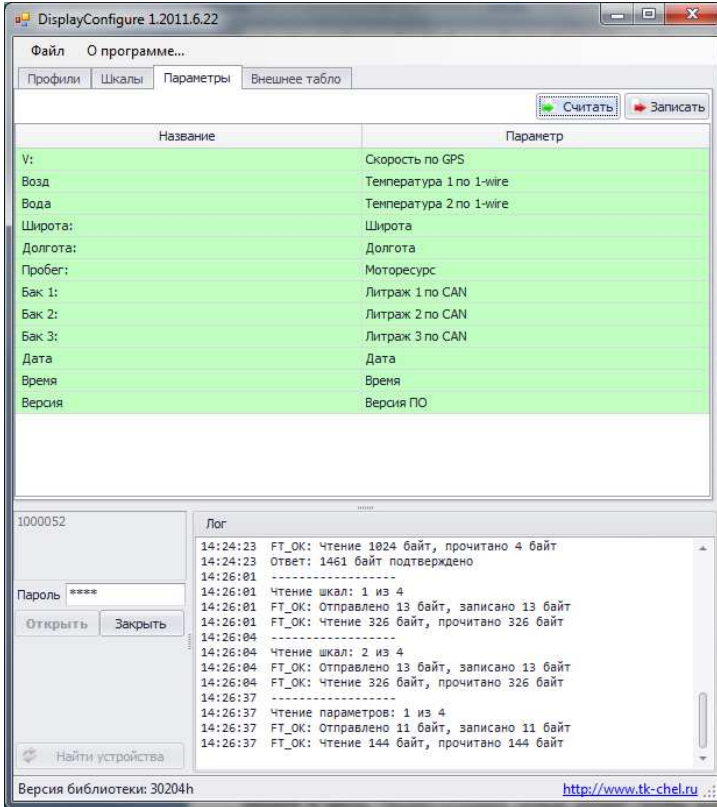 DisplayConfigure 1.2011.6.22
Файл О программе...
Профили Шкалы Параметры Внешнее табло
Считать Записать
Название Параметр
V: Скорость по GPS
Возд Температура 1 по 1-wire
Вода Температура 2 по 1-wire
Широта: Широта
Долгота: Долгота
Пробег: Моторесурс
Бак 1: Литраж 1 по CAN
Бак 2: Литраж 2 по CAN
Бак 3: Литраж 3 по CAN
Дата Дата
Время Время
Версия Версия ПО
1000052
Пароль ****
Открыть Закрыть
Найти устройства
Лог
14:24:23 FT_OK: Чтение 1024 байт, прочитано 4 байт
14:24:23 Ответ: 1461 байт подтверждено
14:26:01 ------------------
14:26:01 Чтение шкал: 1 из 4
14:26:01 FT_OK: Отправлено 13 байт, записано 13 байт
14:26:01 FT_OK: Чтение 326 байт, прочитано 326 байт
14:26:04 ------------------
14:26:04 Чтение шкал: 2 из 4
14:26:04 FT_OK: Отправлено 13 байт, записано 13 байт
14:26:04 FT_OK: Чтение 326 байт, прочитано 326 байт
14:26:37 ------------------
14:26:37 Чтение параметров: 1 из 4
14:26:37 FT_OK: Отправлено 11 байт, записано 11 байт
14:26:37 FT_OK: Чтение 144 байт, прочитано 144 байт
Версия библиотеки: 30204h http://www.tk-chel.ru